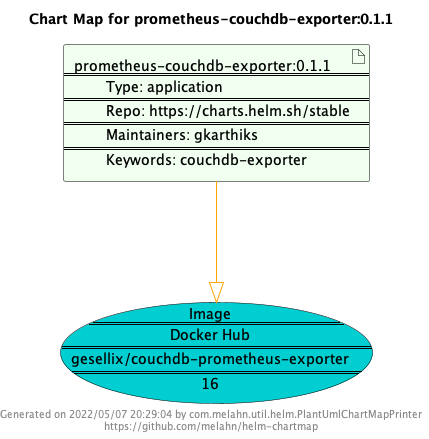 Chart Map for prometheus-couchdb-exporter:0.1.1
prometheus-couchdb-exporter:0.1.1
Type: application
Repo: https://charts.helm.sh/stable
Maintainers: gkarthiks
Keywords: couchdb-exporter
Image
Docker Hub
gesellix/couchdb-prometheus-exporter
16
Generated on 2022/05/07 20:29:04 by com.melahn.util.helm.PlantUmlChartMapPrinter
https://github.com/melahn/helm-chartmap